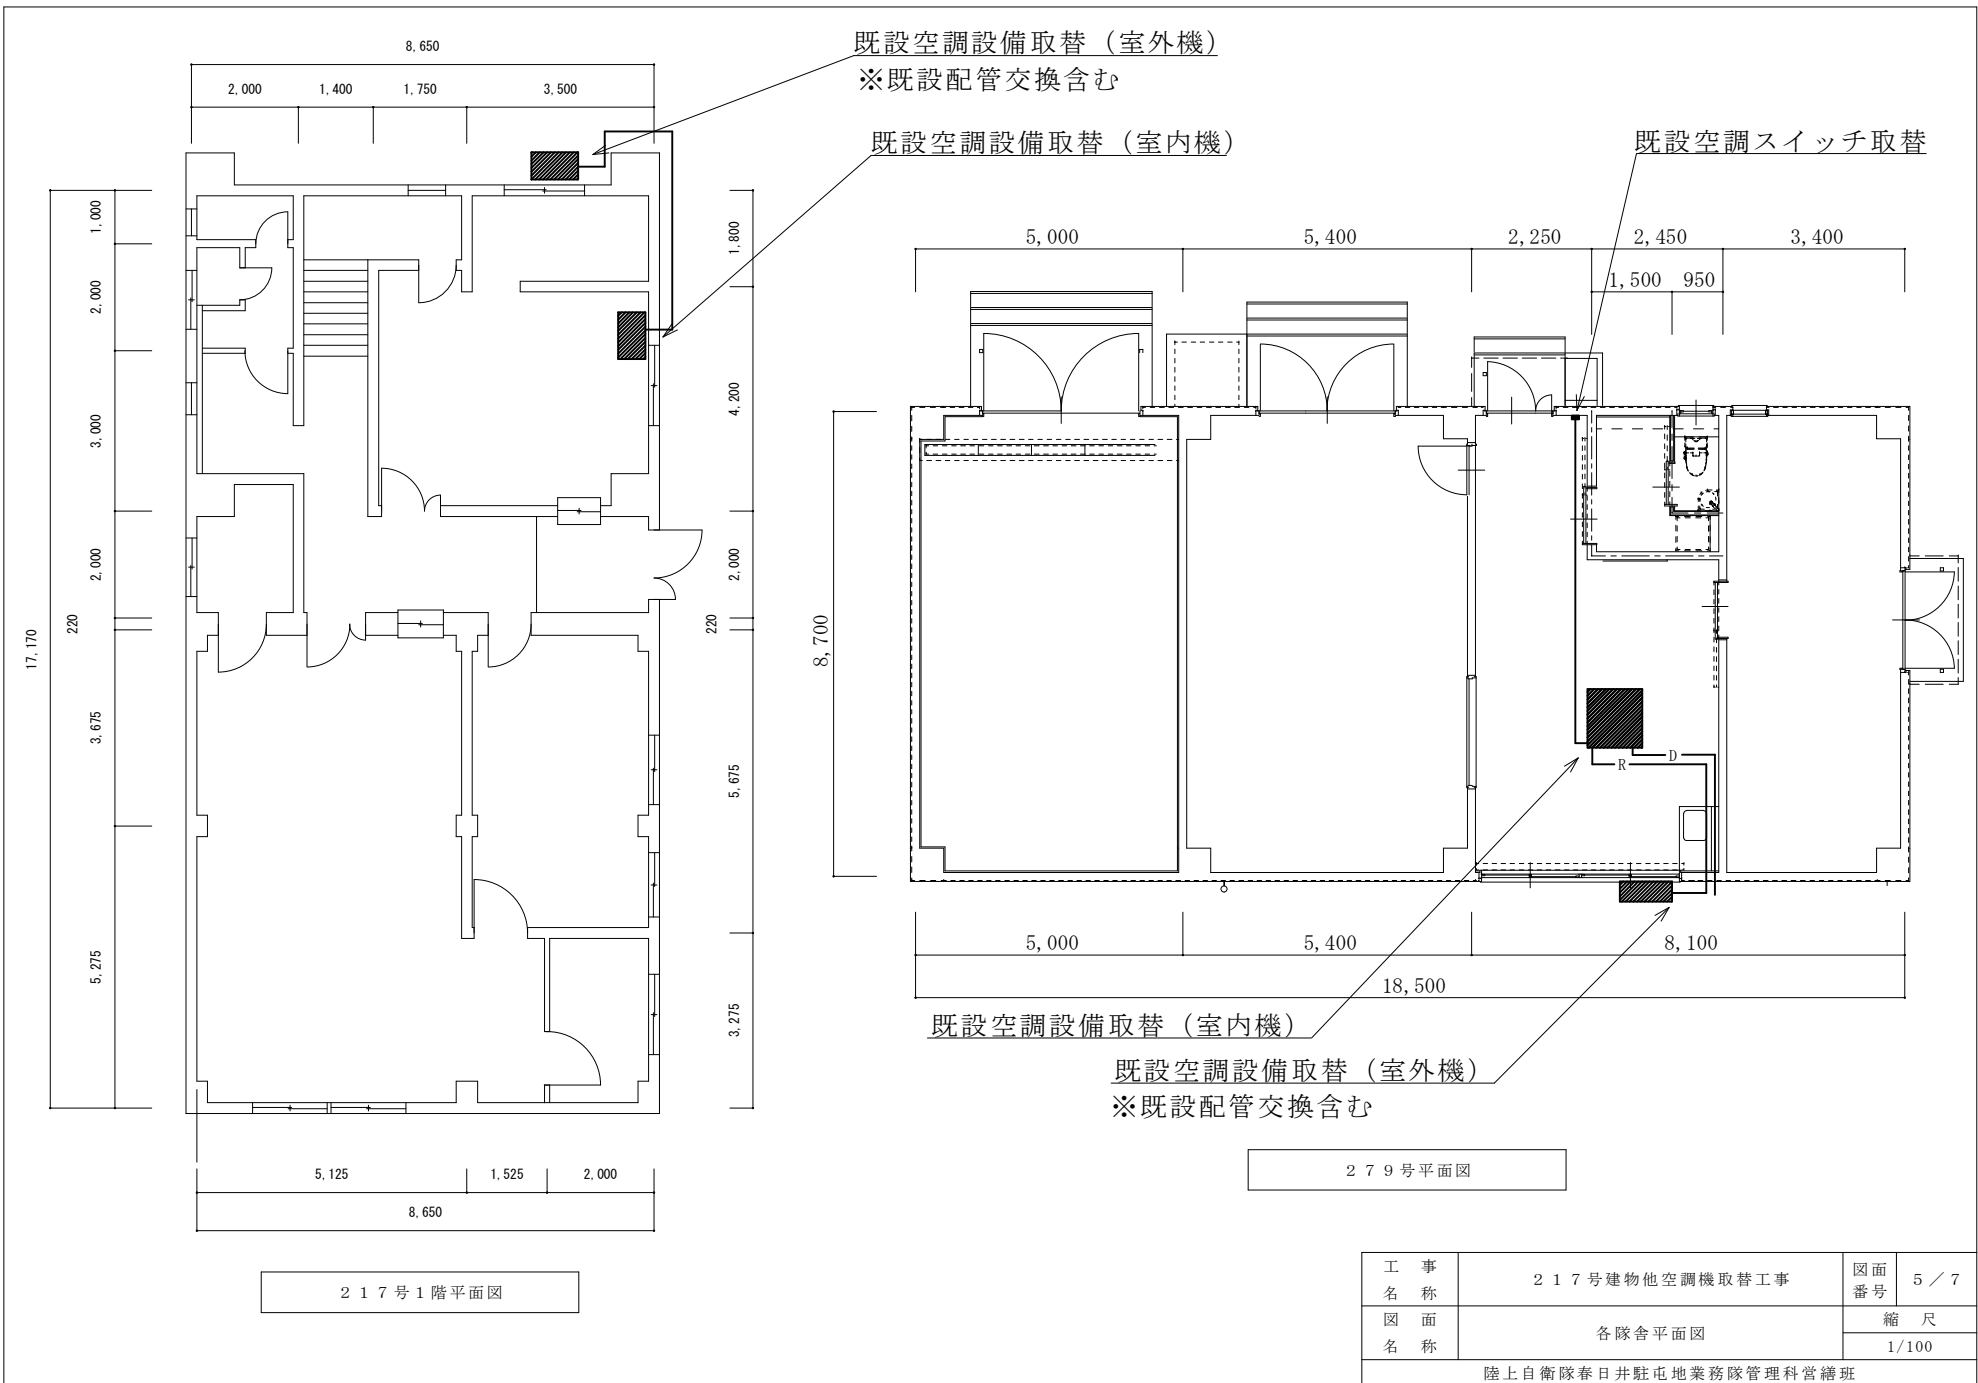 8,650
2,000 1,400 1,750 3,500
既設空調設備取替（室外機）
※既設配管交換含む
既設空調設備取替（室内機）
既設空調スイッチ取替
17,170
1,000
2,000
3,000
2,000
220
3,675
5,275
1,800
4,200
2,000
220
5,675
3,275
5,125 1,525 2,000
8,650
２１７号１階平面図
5,000 5,400 2,250 2,450 3,400
1,500 950
8,700
D
R
5,000 5,400 8,100
18,500
既設空調設備取替（室内機）
既設空調設備取替（室外機）
※既設配管交換含む
２７９号平面図
工事名称 ２１７号建物他空調機取替工事 図面番号 ５／７
図面名称 各隊舎平面図 縮尺
1/100
陸上自衛隊春日井駐屯地業務隊管理科営繕班